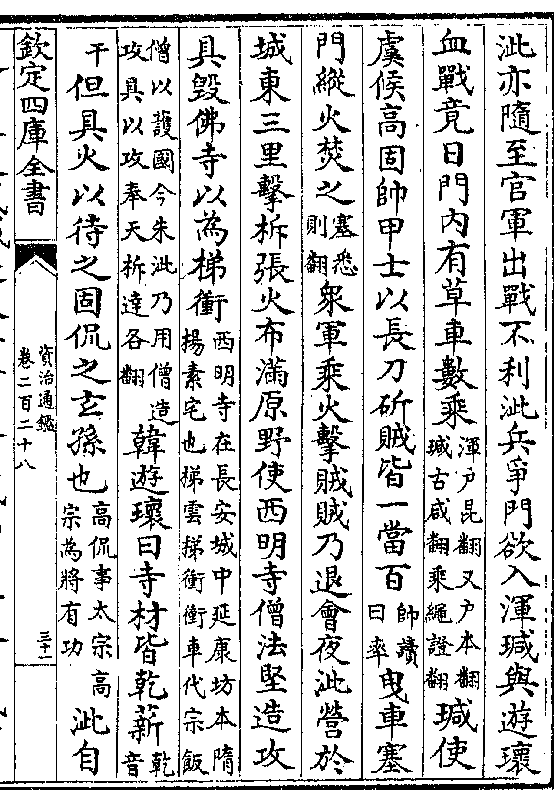 泚亦隨至官軍出戰不利泚兵爭門欲入渾瑊與遊瓌
血戰竟日門内有草車數乘渾户昆翻又户本翻瑊古咸翻乘繩證翻瑊使
虞候高固帥甲士以長刀斫賊皆一當百帥讀曰率曳車塞
門縱火焚之塞悉則翻衆軍乘火擊賊賊乃退會夜泚營於
城東三里擊柝張火布滿原野使西明寺僧法堅造攻
具毁佛寺以為梯衝西明寺在長安城中延康坊本隋楊素宅也梯雲梯衝衝車代宗飯
僧以護國今朱泚乃用僧造攻具以攻奉天柝達各翻韓遊瓌曰寺材皆乾薪乾音
干但具火以待之固侃之玄孫也高侃事太宗高宗為將有功泚自
欽定四庫全書
資治通鑑
卷二百二十八
三十一